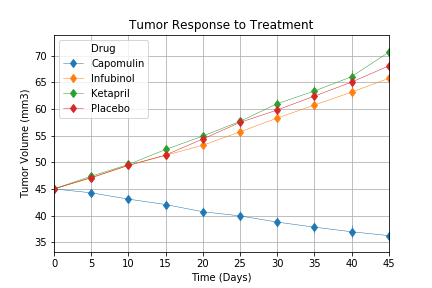 Tumor Response to Treatment
Tumor Volume (mm3)
70
65
60
55
50
45
40
35
Drug
Capomulin
Infubinol
Ketapril
Placebo
0 5 10 15 20 25 30 35 40 45
Time (Days)